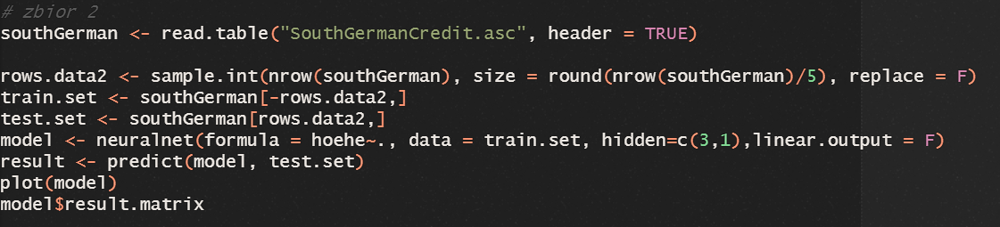 # zbior 2
southGerman <- read.table("SouthGermanCredit.asc", header = TRUE)
rows.data2 <- sample.int(nrow(southGerman), size = round(nrow(southGerman)/5), replace = F)
train.set <- southGerman[-rows.data2,]
test.set <- southGerman[rows.data2,]
model <- neuralnet(formula = hoehe~., data = train.set, hidden=c(3,1),linear.output = F)
result <- predict(model, test.set)
plot(model)
model$result.matrix